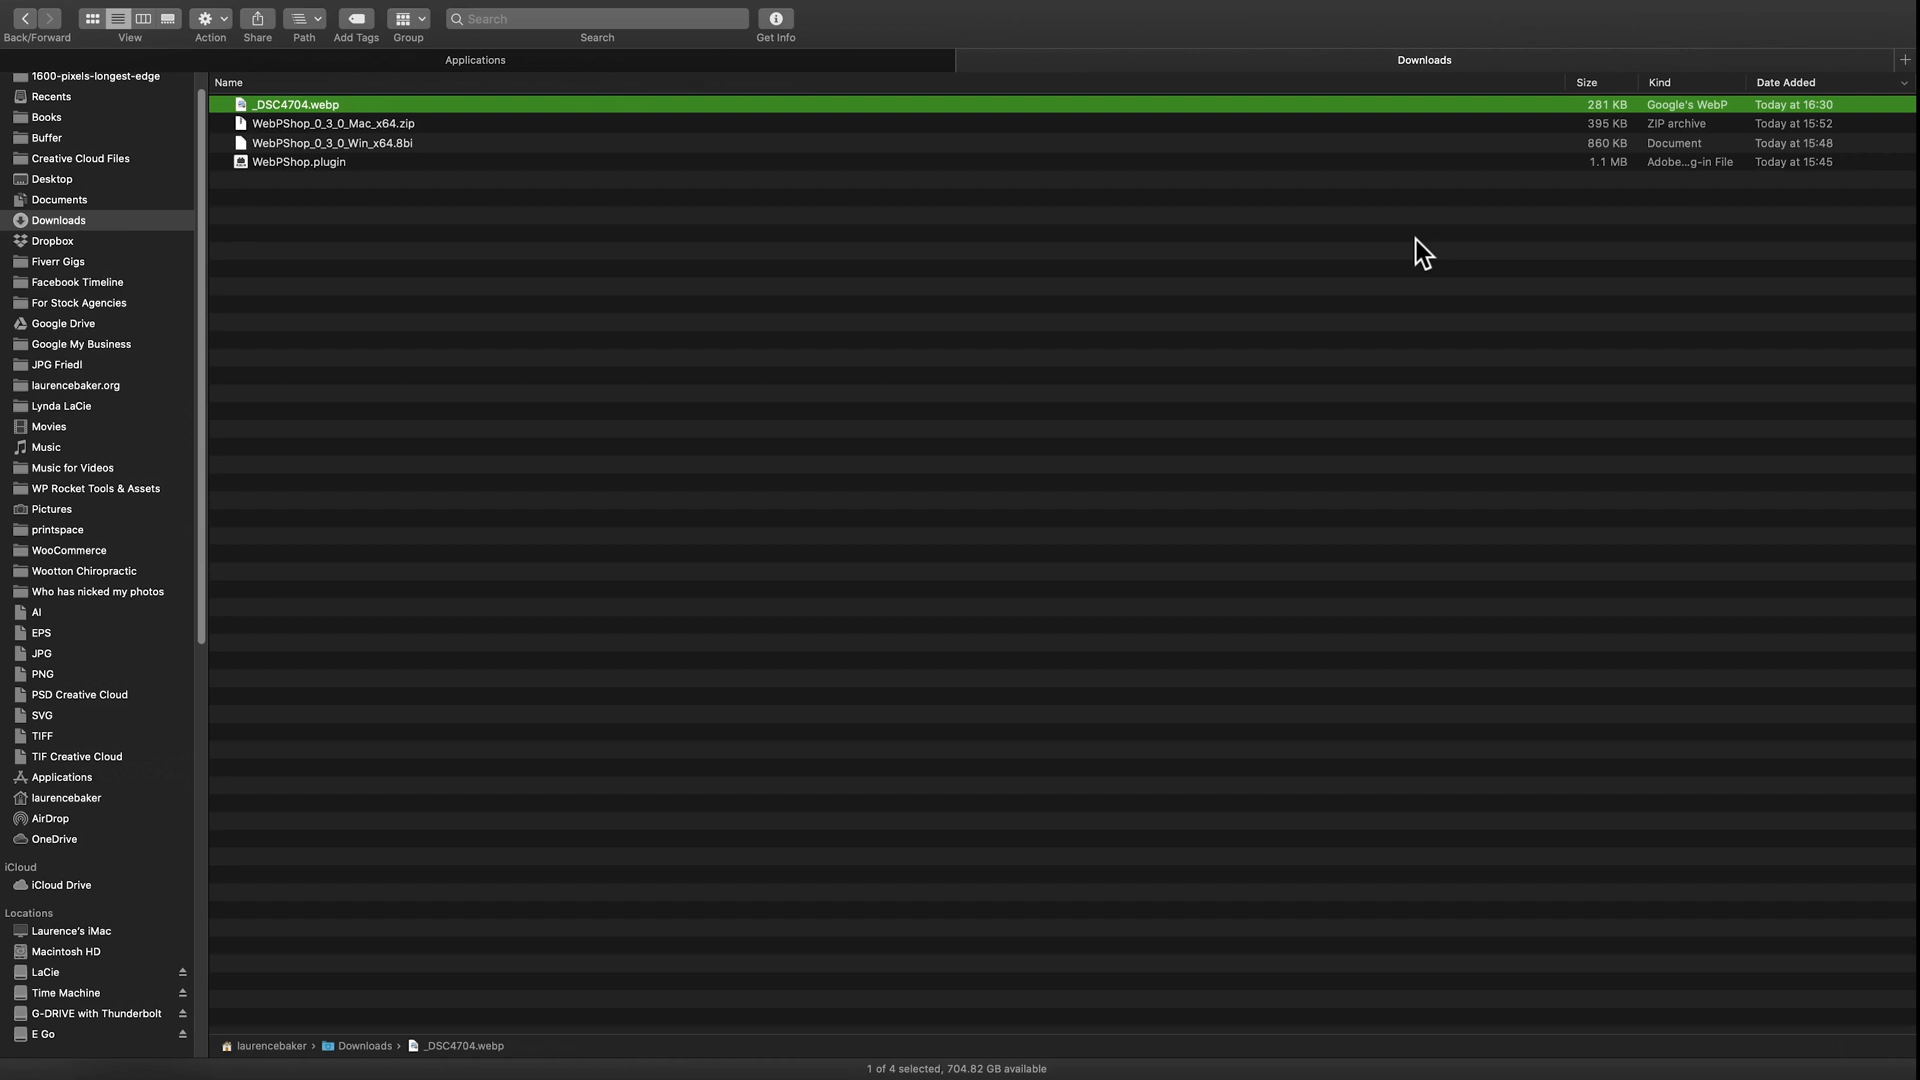 Back/Forward View Action Share Path Add Tags Group Search Search Get Info
Applications Downloads
1600-pixels-longest-edge
Recents
Books
Buffer
Creative Cloud Files
Desktop
Documents
Downloads
Dropbox
Fiverr Gigs
Facebook Timeline
For Stock Agencies
Google Drive
Google My Business
JPG Friedl
laurencebaker.org
Lynda LaCie
Movies
Music
Music for Videos
WP Rocket Tools & Assets
Pictures
printspace
WooCommerce
Wootton Chiropractic
Who has nicked my photos
AI
EPS
JPG
PNG
PSD Creative Cloud
SVG
TIFF
TIF Creative Cloud
Applications
laurencebaker
AirDrop
OneDrive
iCloud
iCloud Drive
Locations
Laurence's iMac
Macintosh HD
LaCie
Time Machine
G-DRIVE with Thunderbolt
E Go
Name Size Kind Date Added
_DSC4704.webp 281 KB Google's WebP Today at 16:30
WebPShop_0_3_0_Mac_x64.zip 395 KB ZIP archive Today at 15:52
WebPShop_0_3_0_Win_x64.8bi 860 KB Document Today at 15:48
WebPShop.plugin 1.1 MB Adobe...g-in File Today at 15:45
laurencebaker › Downloads › _DSC4704.webp
1 of 4 selected, 704.82 GB available